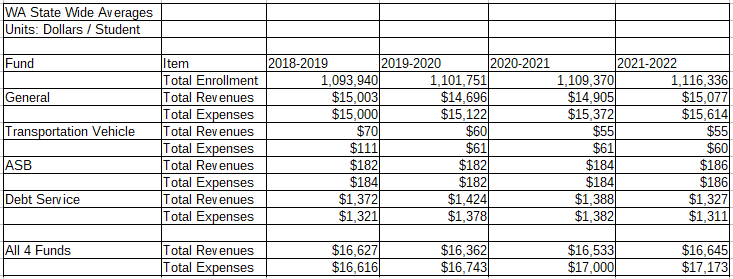 WA State Wide Averages
Units: Dollars / Student
Fund Item 2018-2019 2019-2020 2020-2021 2021-2022
Total Enrollment 1,093,940 1,101,751 1,109,370 1,116,336
General Total Revenues $15,003 $14,696 $14,905 $15,077
Total Expenses $15,000 $15,122 $15,372 $15,614
Transportation Vehicle Total Revenues $70 $60 $55 $55
Total Expenses $111 $61 $61 $60
ASB Total Revenues $182 $182 $184 $186
Total Expenses $184 $182 $184 $186
Debt Service Total Revenues $1,372 $1,424 $1,388 $1,327
Total Expenses $1,321 $1,378 $1,382 $1,311
All 4 Funds Total Revenues $16,627 $16,362 $16,533 $16,645
Total Expenses $16,616 $16,743 $17,000 $17,173